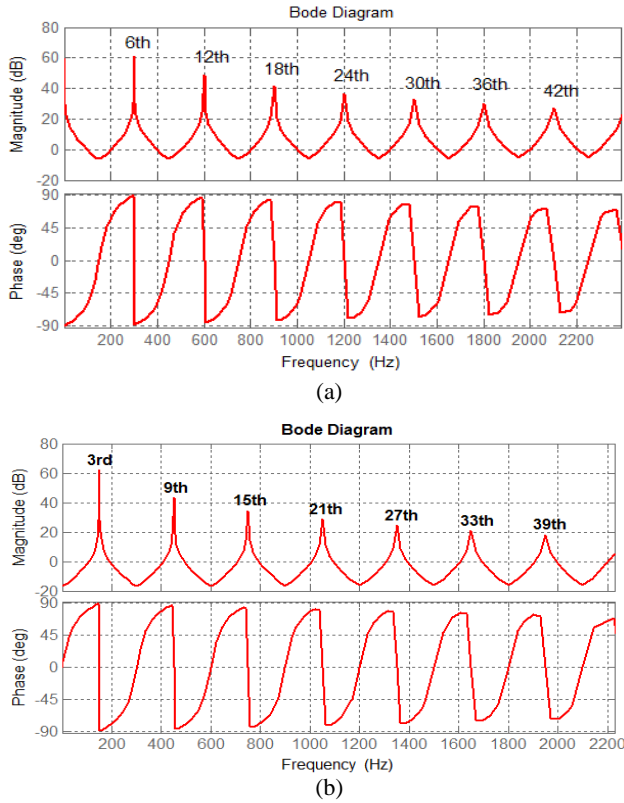 Bode Diagram
Magnitude (dB)
80
60
40
20
0
-20
6th
12th
18th
24th
30th
36th
42th
Phase (deg)
90
45
0
-45
-90
200 400 600 800 1000 1200 1400 1600 1800 2000 2200
Frequency (Hz)
(a)
Bode Diagram
Magnitude (dB)
80
60
40
20
0
-20
3rd
9th
15th
21th
27th
33th
39th
Phase (deg)
90
45
0
-45
-90
200 400 600 800 1000 1200 1400 1600 1800 2000 2200
Frequency (Hz)
(b)